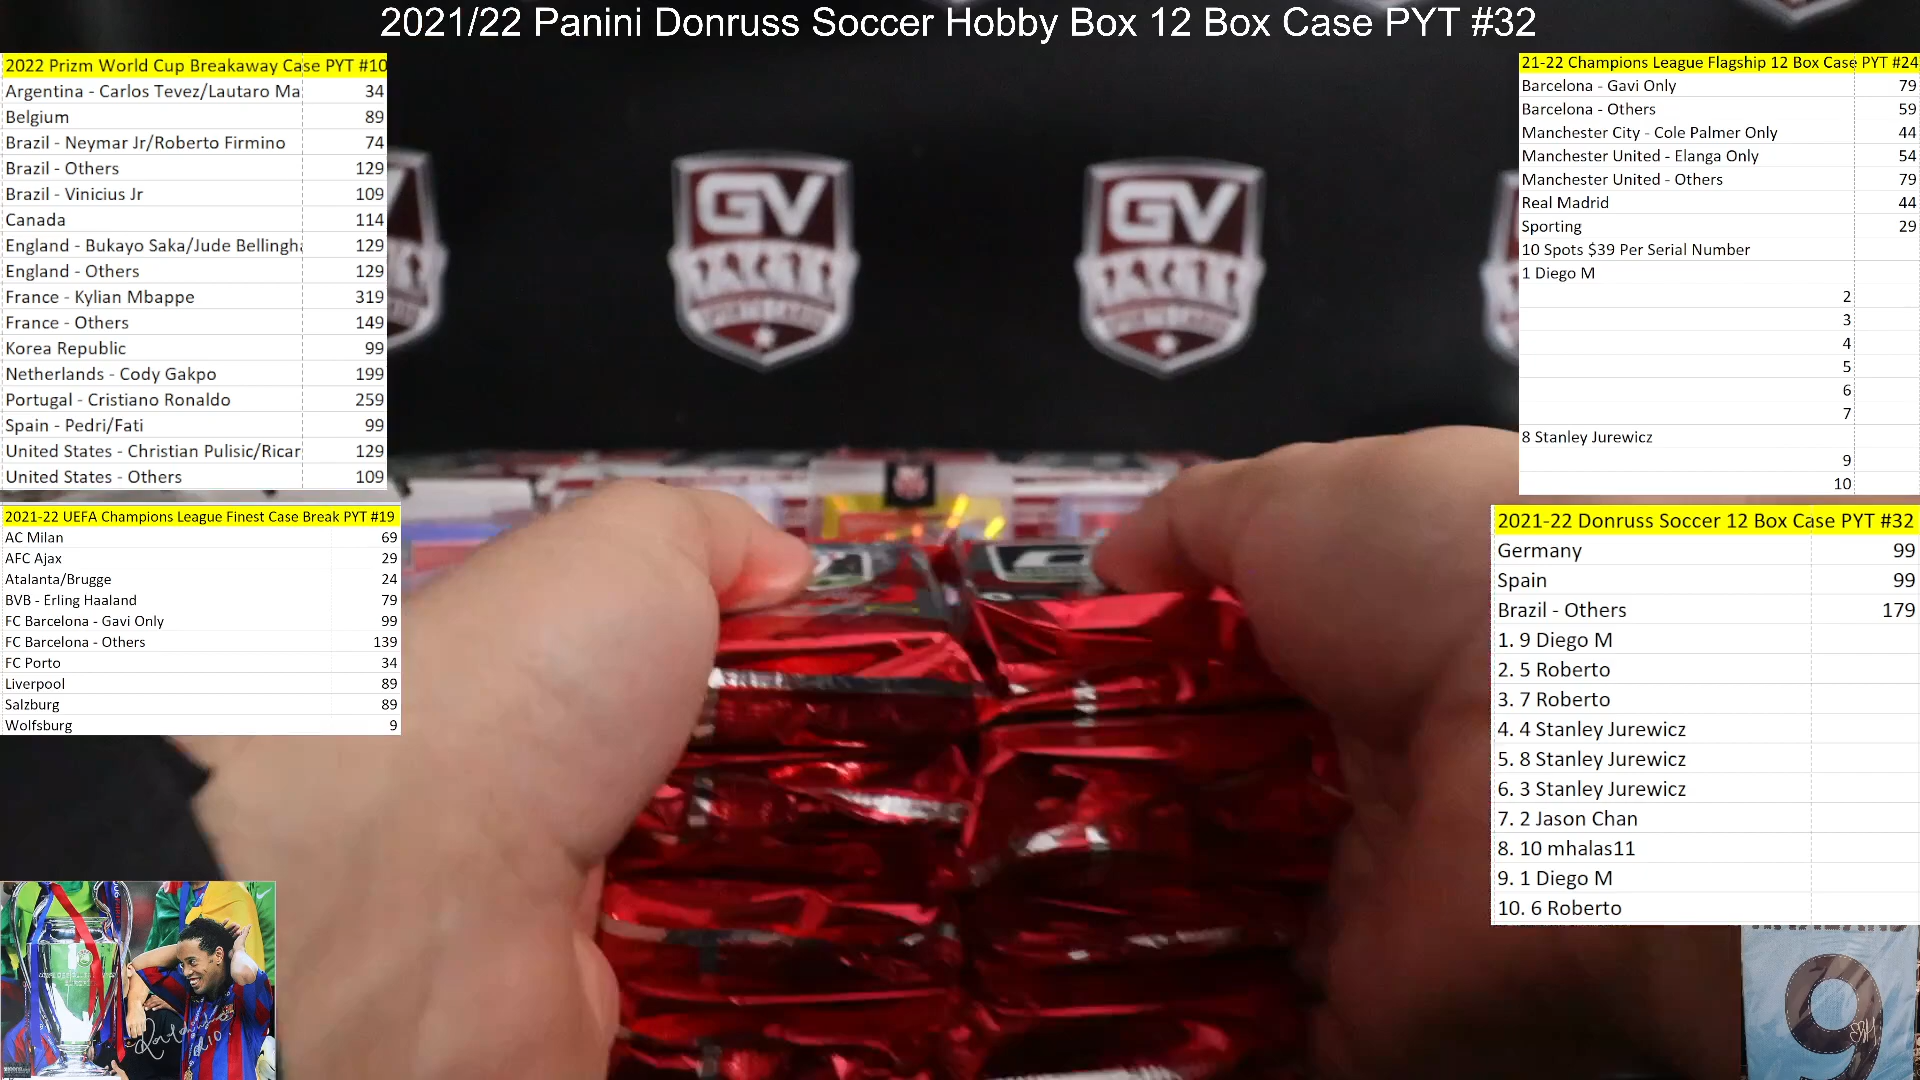 2021/22 Panini Donruss Soccer Hobby Box 12 Box Case PYT #32
2022 Prizm World Cup Breakaway Case PYT #10
Argentina - Carlos Tevez/Lautaro Ma 34
Belgium 89
Brazil - Neymar Jr/Roberto Firmino 74
Brazil - Others 129
Brazil - Vinicius Jr 109
Canada 114
England - Bukayo Saka/Jude Bellingha 129
England - Others 129
France - Kylian Mbappe 319
France - Others 149
Korea Republic 99
Netherlands - Cody Gakpo 199
Portugal - Cristiano Ronaldo 259
Spain - Pedri/Fati 99
United States - Christian Pulisic/Ricar 129
United States - Others 109
2021-22 UEFA Champions League Finest Case Break PYT #19
AC Milan 69
AFC Ajax 29
Atalanta/Brugge 24
BVB - Erling Haaland 79
FC Barcelona - Gavi Only 99
FC Barcelona - Others 139
FC Porto 34
Liverpool 89
Salzburg 89
Wolfsburg 9
GV
GV
21-22 Champions League Flagship 12 Box Case PYT #24
Barcelona - Gavi Only 79
Barcelona - Others 59
Manchester City - Cole Palmer Only 44
Manchester United - Elanga Only 54
Manchester United - Others 79
Real Madrid 44
Sporting 29
10 Spots $39 Per Serial Number
1 Diego M
2
3
4
5
6
7
8 Stanley Jurewicz
9
10
2021-22 Donruss Soccer 12 Box Case PYT #32
Germany 99
Spain 99
Brazil - Others 179
1. 9 Diego M
2. 5 Roberto
3. 7 Roberto
4. 4 Stanley Jurewicz
5. 8 Stanley Jurewicz
6. 3 Stanley Jurewicz
7. 2 Jason Chan
8. 10 mhalas11
9. 1 Diego M
10. 6 Roberto
9